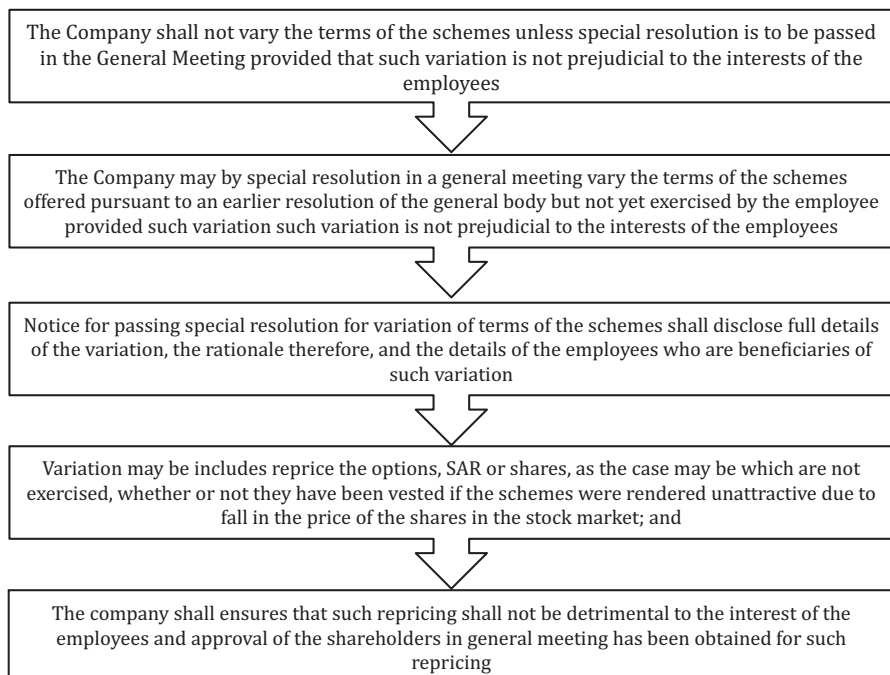 The Company shall not vary the terms of the schemes unless special resolution is to be passed
in the General Meeting provided that such variation is not prejudicial to the interests of the
employees
The Company may by special resolution in a general meeting vary the terms of the schemes
offered pursuant to an earlier resolution of the general body but not yet exercised by the employee
provided such variation such variation is not prejudicial to the interests of the employees
Notice for passing special resolution for variation of terms of the schemes shall disclose full details
of the variation, the rationale therefore, and the details of the employees who are beneficiaries of
such variation
Variation may be includes reprice the options, SAR or shares, as the case may be which are not
exercised, whether or not they have been vested if the schemes were rendered unattractive due to
fall in the price of the shares in the stock market; and
The company shall ensures that such repricing shall not be detrimental to the interest of the
employees and approval of the shareholders in general meeting has been obtained for such
repricing